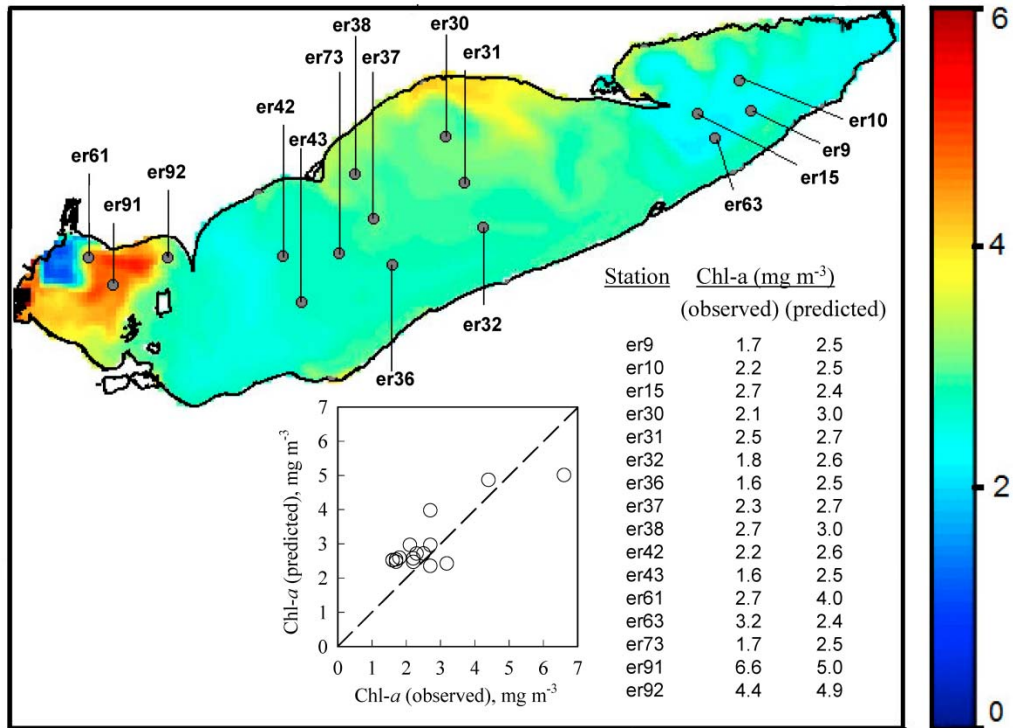 er38
er30
er73
er37
er31
er42
er43
er61
er92
er91
er10
er9
er15
er63
er32
er36
6
4
2
0
Station Chl-a (mg m-3)
(observed) (predicted)
er9 1.7 2.5
er10 2.2 2.5
er15 2.7 2.4
er30 2.1 3.0
er31 2.5 2.7
er32 1.8 2.6
er36 1.6 2.5
er37 2.3 2.7
er38 2.7 3.0
er42 2.2 2.6
er43 1.6 2.5
er61 2.7 4.0
er63 3.2 2.4
er73 1.7 2.5
er91 6.6 5.0
er92 4.4 4.9
Chl-a (predicted), mg m-3
7
6
5
4
3
2
1
0
0 1 2 3 4 5 6 7
Chl-a (observed), mg m-3